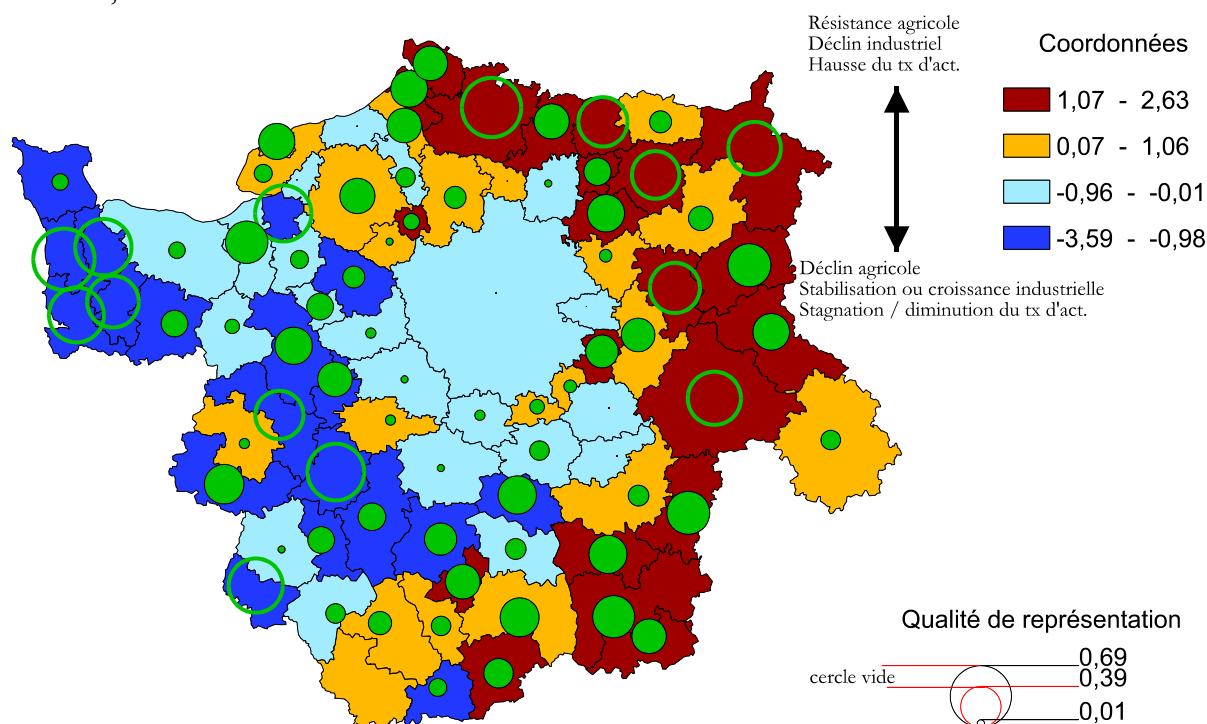 Résistance agricole
Déclin industriel
Hausse du tx d'act.
Coordonnées
1,07 - 2,63
0,07 - 1,06
-0,96 - -0,01
-3,59 - -0,98
Déclin agricole
Stabilisation ou croissance industrielle
Stagnation / diminution du tx d'act.
Qualité de représentation
0,69
cercle vide
0,39
0,01